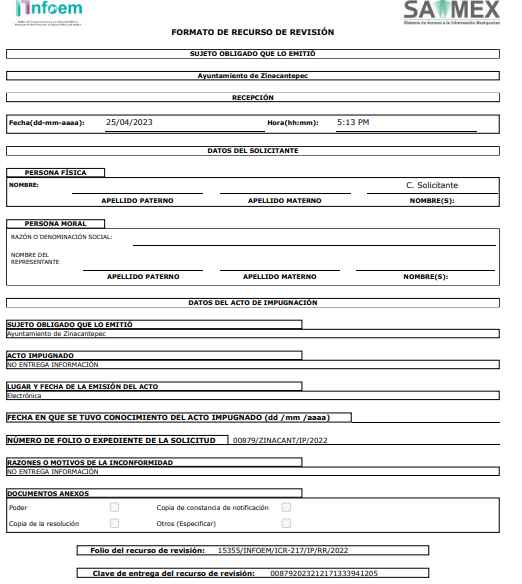 Infoem
SAIMEX
Sistema de Acceso a la Información Mexiquense
FORMATO DE RECURSO DE REVISIÓN
SUJETO OBLIGADO QUE LO EMITIÓ
Ayuntamiento de Zinacantepec
RECEPCIÓN
Fecha(dd-mm-aaaa): 25/04/2023 Hora(hh:mm): 5:13 PM
DATOS DEL SOLICITANTE
PERSONA FÍSICA
NOMBRE: C. Solicitante
APELLIDO PATERNO APELLIDO MATERNO NOMBRE(S):
PERSONA MORAL
RAZÓN O DENOMINACIÓN SOCIAL:
NOMBRE DEL
REPRESENTANTE
APELLIDO PATERNO APELLIDO MATERNO NOMBRE(S):
DATOS DEL ACTO DE IMPUGNACIÓN
SUJETO OBLIGADO QUE LO EMITIÓ
Ayuntamiento de Zinacantepec
ACTO IMPUGNADO
NO ENTREGA INFORMACIÓN
LUGAR Y FECHA DE LA EMISIÓN DEL ACTO
Electrónica
FECHA EN QUE SE TUVO CONOCIMIENTO DEL ACTO IMPUGNADO (dd /mm /aaaa)
NÚMERO DE FOLIO O EXPEDIENTE DE LA SOLICITUD 00879/ZINACANT/IP/2022
RAZONES O MOTIVOS DE LA INCONFORMIDAD
NO ENTREGA INFORMACIÓN
DOCUMENTOS ANEXOS
Poder Copia de constancia de notificación
Copia de la resolución Otros (Especificar)
Folio del recurso de revisión: 15355/INFOEM/ICR-217/IP/RR/2022
Clave de entrega del recurso de revisión: 008792023212171333941205